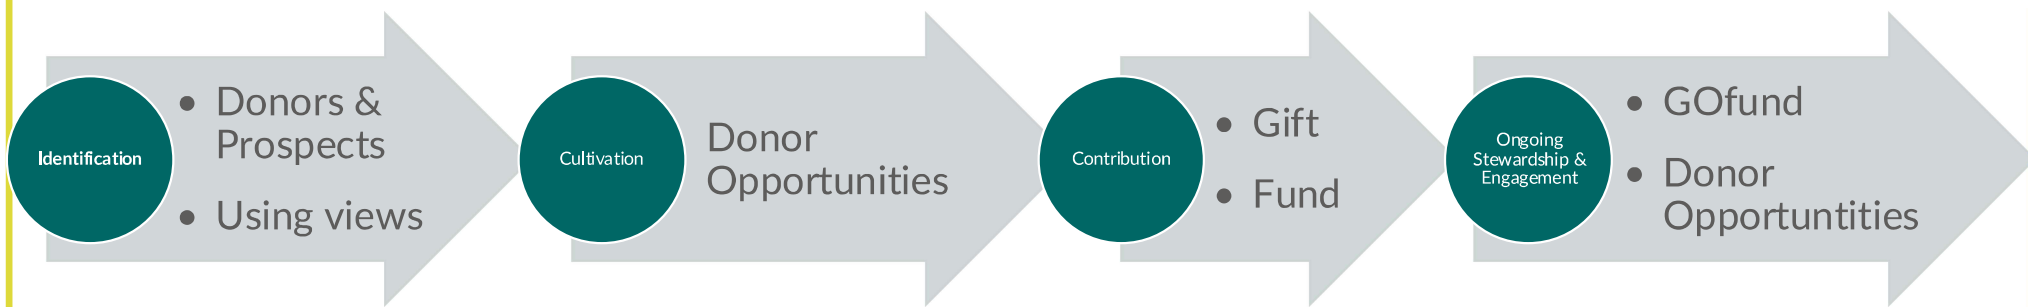 Identification
• Donors &
Prospects
• Using views
Cultivation
Donor
Opportunities
Contribution
• Gift
• Fund
Ongoing
Stewardship &
Engagement
• GOfund
• Donor
Opportuntities